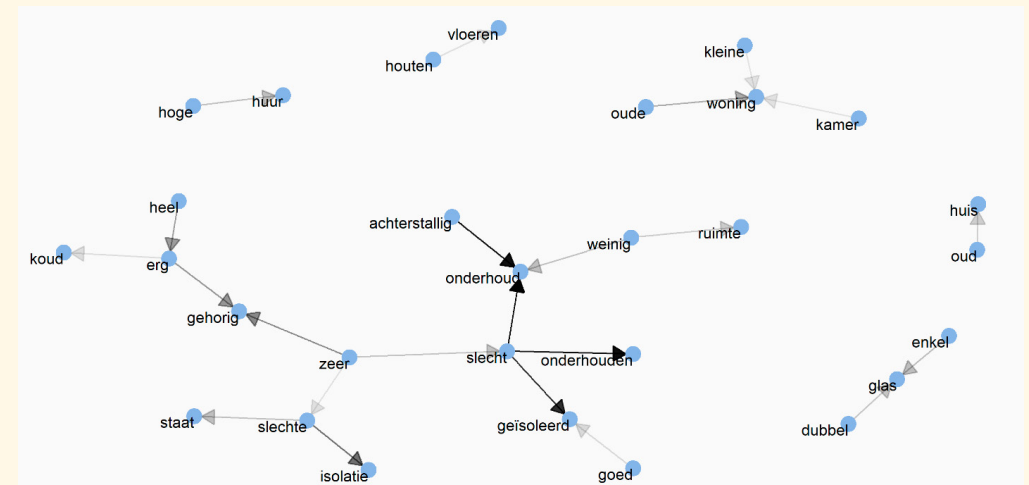 vloeren
kleine
houten
huur
woning
hoge
oude
kamer
heel
huis
achterstallig
ruimte
weinig
koud
erg
oud
onderhoud
gehorig
enkel
zeer
slecht
onderhouden
glas
staat
slechte
geïsoleerd
dubbel
isolatie
goed